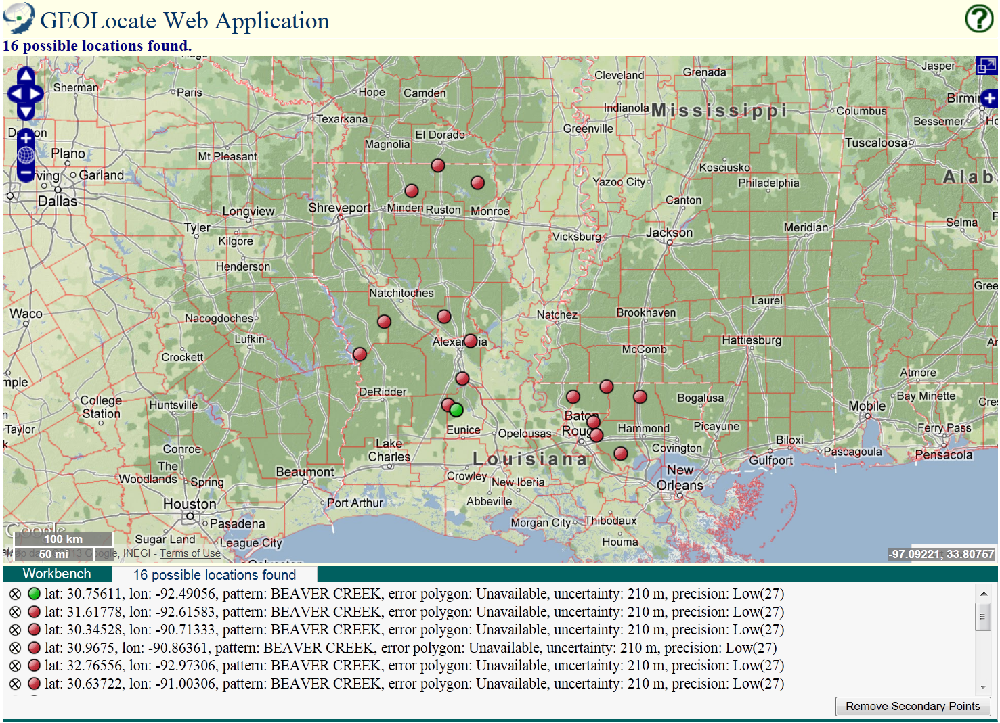 GEOLocate Web Application
16 possible locations found.
Sherman
Paris
Hope
Camden
Cleveland
Grenada
Jasper
Texarkana
Indianola
Mississippi
Columbus
Greenville
Bessemer
Magnolia
El Dorado
Tuscaloosa
Plano
Mt Pleasant
Kosciusko
Garland
Yazoo City
Philadelphia
Dallas
Canton
Longview
Shreveport
Minden
Ruston
Monroe
Tyler
Kilgore
Vicksburg
Jackson
Meridian
Selma
Henderson
Natchitoches
Laurel
Waco
Nacogdoches
Natchez
Brookhaven
Lufkin
Hattiesburg
McComb
Crockett
Atmore
DeRidder
Bogalusa
Bay Minette
College
Station
Huntsville
Mobile
Taylor
Eunice
Opelousas
Hammond
Picayune
Ferry Pass
Conroe
Lake
Charles
Covington
Biloxi
Pascagoula
Pensacola
Louisiana
Gulfport
The
Woodlands
Spring
Beaumont
Crowley
New Iberia
New
Orleans
Houston
Port Arthur
Abbeville
Pasadena
Morgan City
Thibodaux
Google
100 km
Sugar Land
League City
Houma
50 mi
Google, INEGI - Terms of Use
-97.09221, 33.80757
Workbench
16 possible locations found
lat: 30.75611, lon: -92.49056, pattern: BEAVER CREEK, error polygon: Unavailable, uncertainty: 210 m, precision: Low(27)
lat: 31.61778, lon: -92.61583, pattern: BEAVER CREEK, error polygon: Unavailable, uncertainty: 210 m, precision: Low(27)
lat: 30.34528, lon: -90.71333, pattern: BEAVER CREEK, error polygon: Unavailable, uncertainty: 210 m, precision: Low(27)
lat: 30.9675, lon: -90.86361, pattern: BEAVER CREEK, error polygon: Unavailable, uncertainty: 210 m, precision: Low(27)
lat: 32.76556, lon: -92.97306, pattern: BEAVER CREEK, error polygon: Unavailable, uncertainty: 210 m, precision: Low(27)
lat: 30.63722, lon: -91.00306, pattern: BEAVER CREEK, error polygon: Unavailable, uncertainty: 210 m, precision: Low(27)
Remove Secondary Points